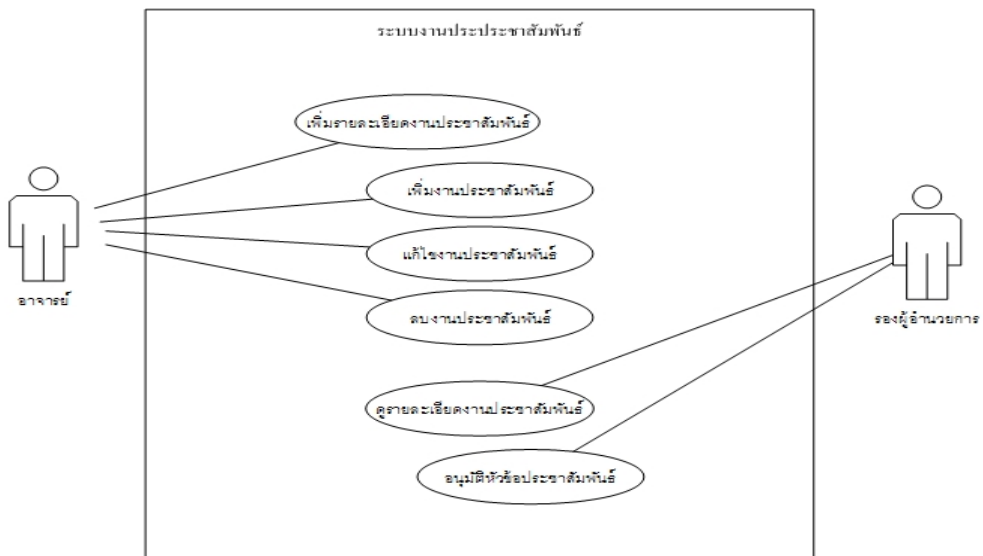 ระบบงานประประชาสัมพันธ์
เพิ่มรายละเอียดงานประชาสัมพันธ์
เพิ่มงานประชาสัมพันธ์
แก้ไขงานประชาสัมพันธ์
อาจารย์
ลบงานประชาสัมพันธ์
รองผู้อำนวยการ
ดูรายละเอียดงานประชาสัมพันธ์
อนุมัติหัวข้อประชาสัมพันธ์